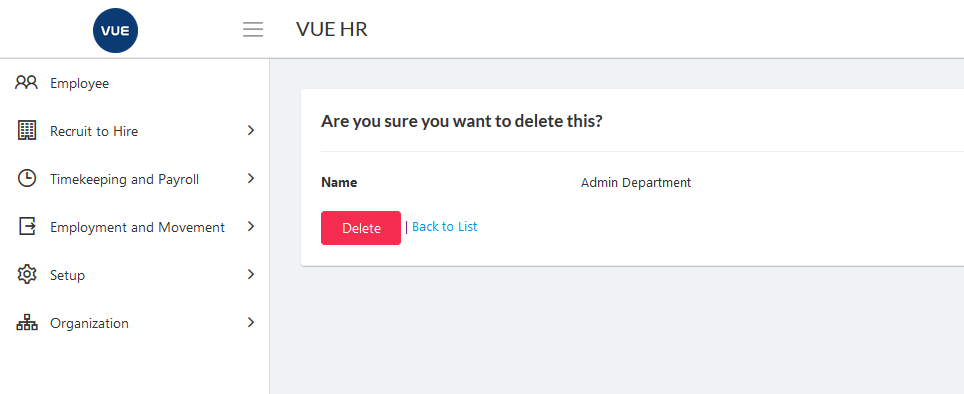 VUE
VUE HR
Employee
Recruit to Hire
Timekeeping and Payroll
Employment and Movement
Setup
Organization
Are you sure you want to delete this?
Name Admin Department
Delete | Back to List